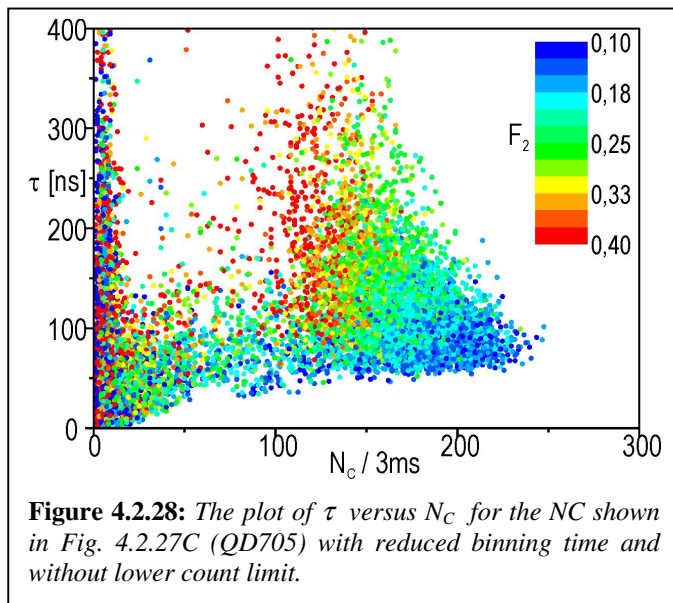 400
300
τ [ns]
200
100
0
0
100
200
300
N_C / 3ms
F_2
0,10
0,18
0,25
0,33
0,40
Figure 4.2.28: The plot of τ versus N_C for the NC shown
in Fig. 4.2.27C (QD705) with reduced binning time and
without lower count limit.